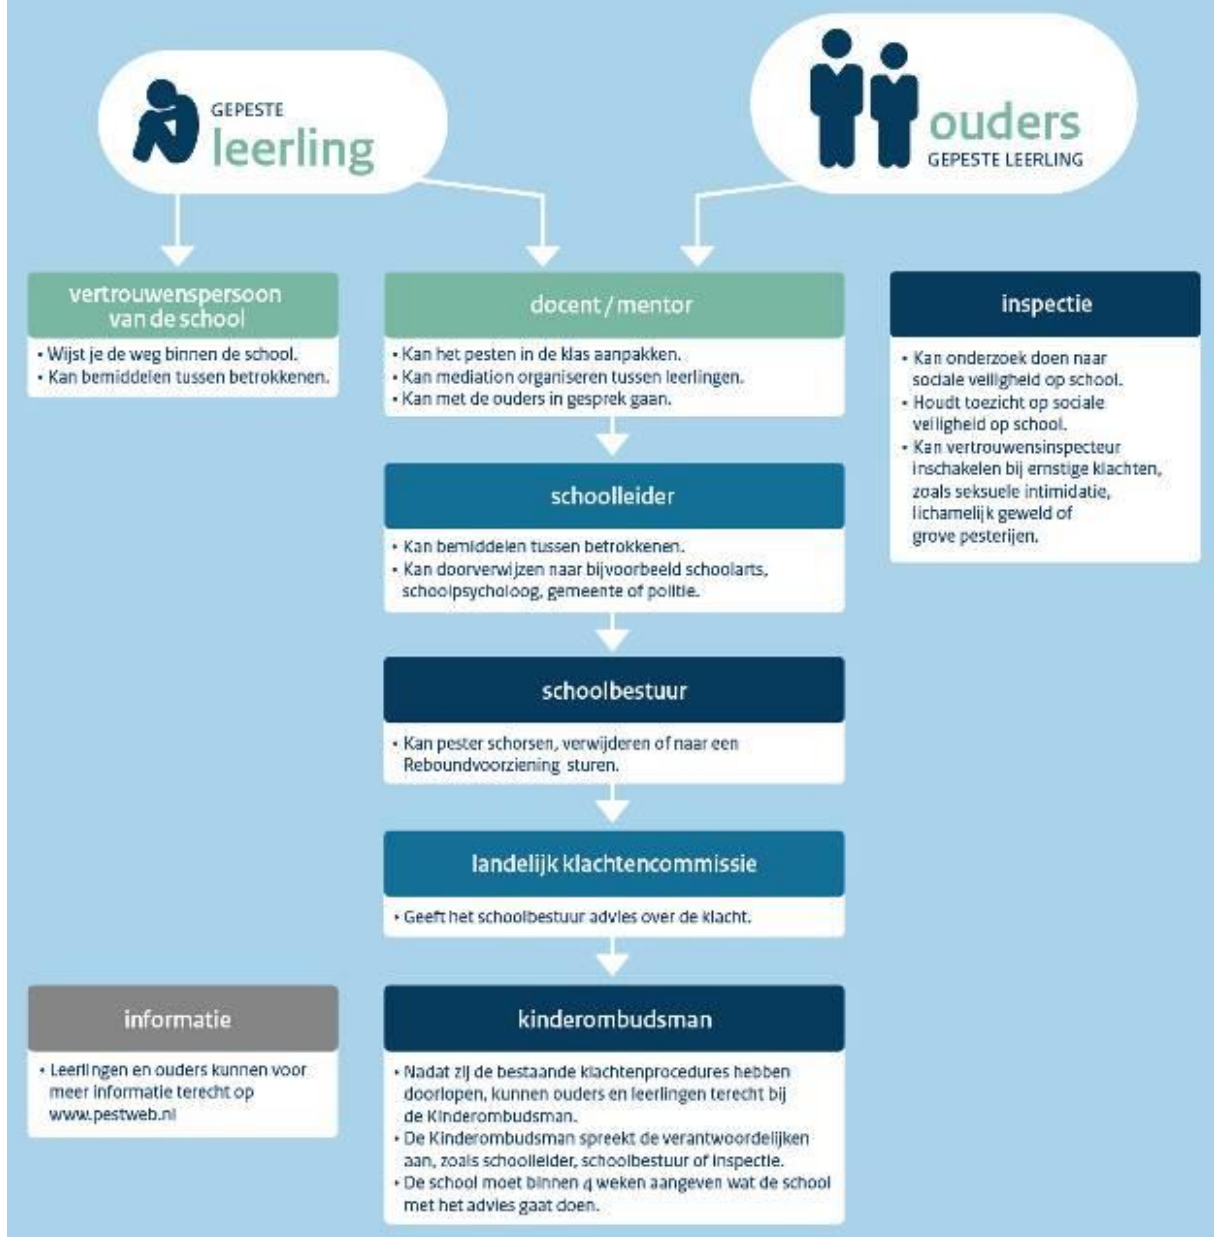 GEPESTE
leerling
ouders
GEPESTE LEERLING
vertrouwenspersoon
van de school
• Wijst je de weg binnen de school.
• Kan bemiddelen tussen betrokkenen.
docent / mentor
• Kan het pesten in de klas aanpakken.
• Kan mediation organiseren tussen leerlingen.
• Kan met de ouders in gesprek gaan.
inspectie
• Kan onderzoek doen naar
sociale veiligheid op school.
• Houdt toezicht op sociale
veiligheid op school.
• Kan vertrouwensinspecteur
inschakelen bij ernstige klachten,
zoals seksuele intimidatie,
lichamelijk geweld of
grove pesterijen.
schoolleider
• Kan bemiddelen tussen betrokkenen.
• Kan doorverwijzen naar bijvoorbeeld schoolarts,
schoolpsycholoog, gemeente of politie.
schoolbestuur
• Kan pester schorsen, verwijderen of naar een
Reboundvoorziening sturen.
landelijk klachtencommissie
• Geeft het schoolbestuur advies over de klacht.
informatie
• Leerlingen en ouders kunnen voor
meer informatie terecht op
www.pestweb.nl
kinderombudsman
• Nadat zij de bestaande klachtenprocedures hebben
doorlopen, kunnen ouders en leerlingen terecht bij
de Kinderombudsman.
• De Kinderombudsman spreekt de verantwoordelijken
aan, zoals schoolleider, schoolbestuur of inspectie.
• De school moet binnen 4 weken aangeven wat de school
met het advies gaat doen.